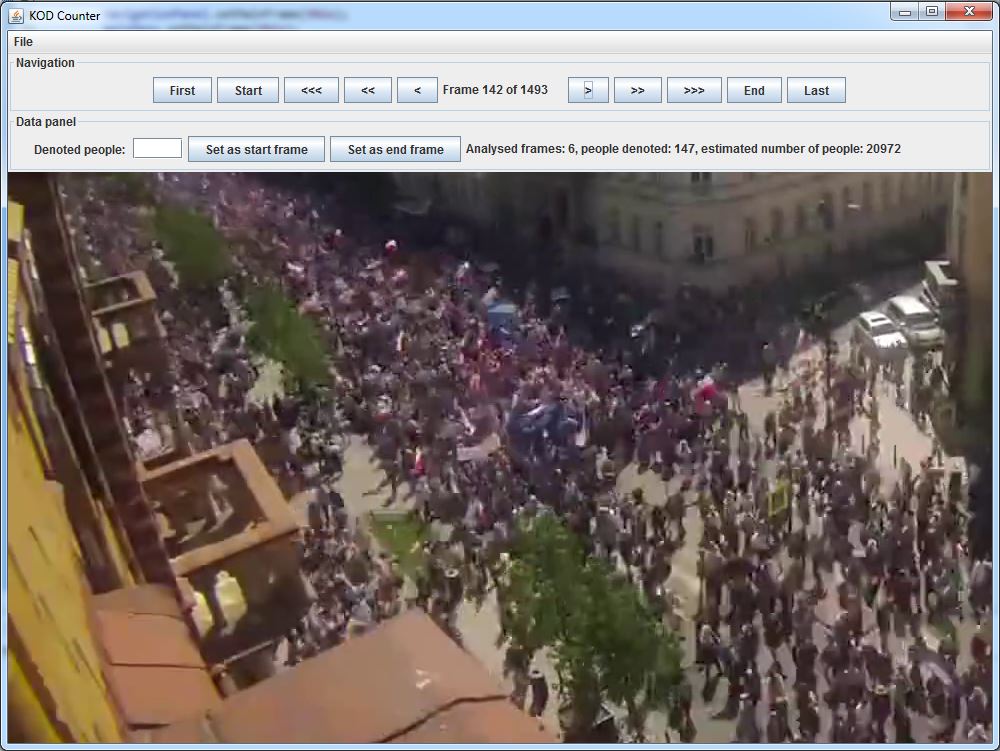 KOD Counter
File
Navigation
First Start <<< << < Frame 142 of 1493 > >> >>> End Last
Data panel
Denoted people: Set as start frame Set as end frame Analysed frames: 6, people denoted: 147, estimated number of people: 20972